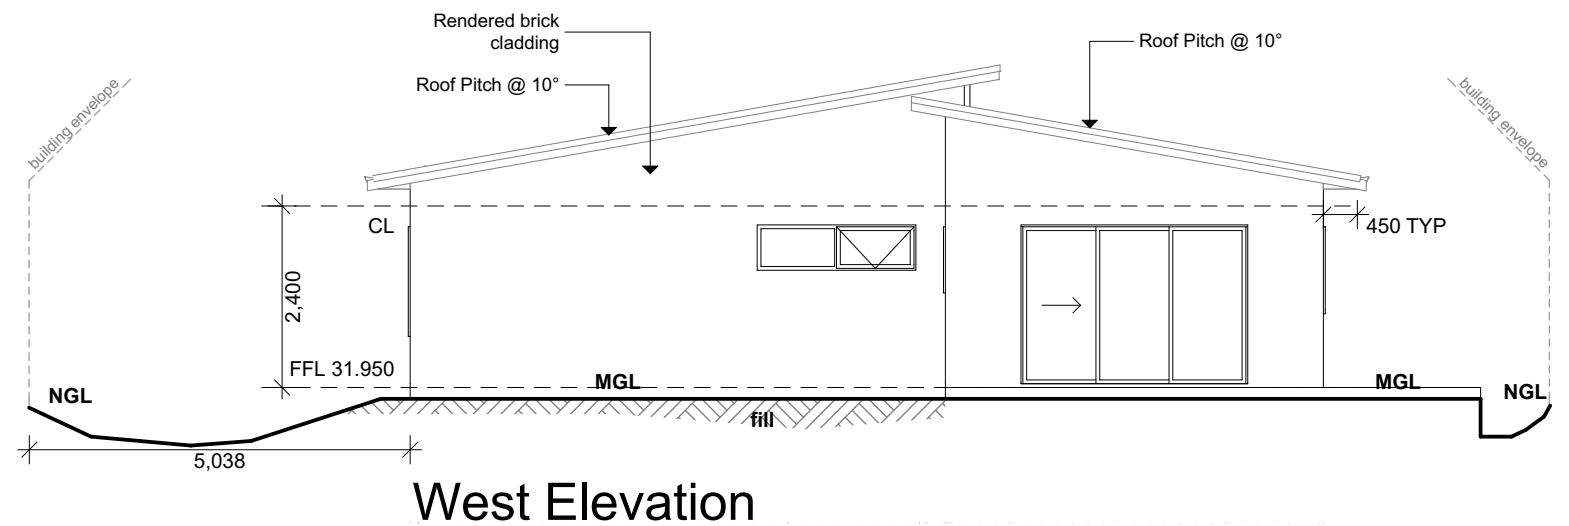 Rendered brick
cladding
Roof Pitch @ 10°
Roof Pitch @ 10°
building envelope
building envelope
CL
450 TYP
2,400
FFL 31.950
MGL
MGL
NGL
NGL
fill
5,038
West Elevation